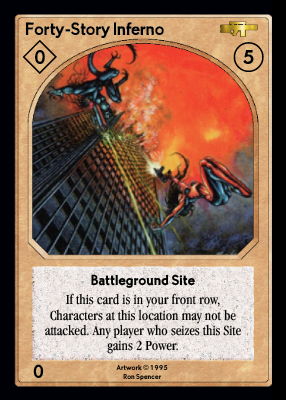 Forty-Story Inferno
0
5
Battleground Site
If this card is in your front row,
Characters at this location may not be
attacked. Any player who seizes this Site
gains 2 Power.
0
Artwork © 1995
Ron Spencer